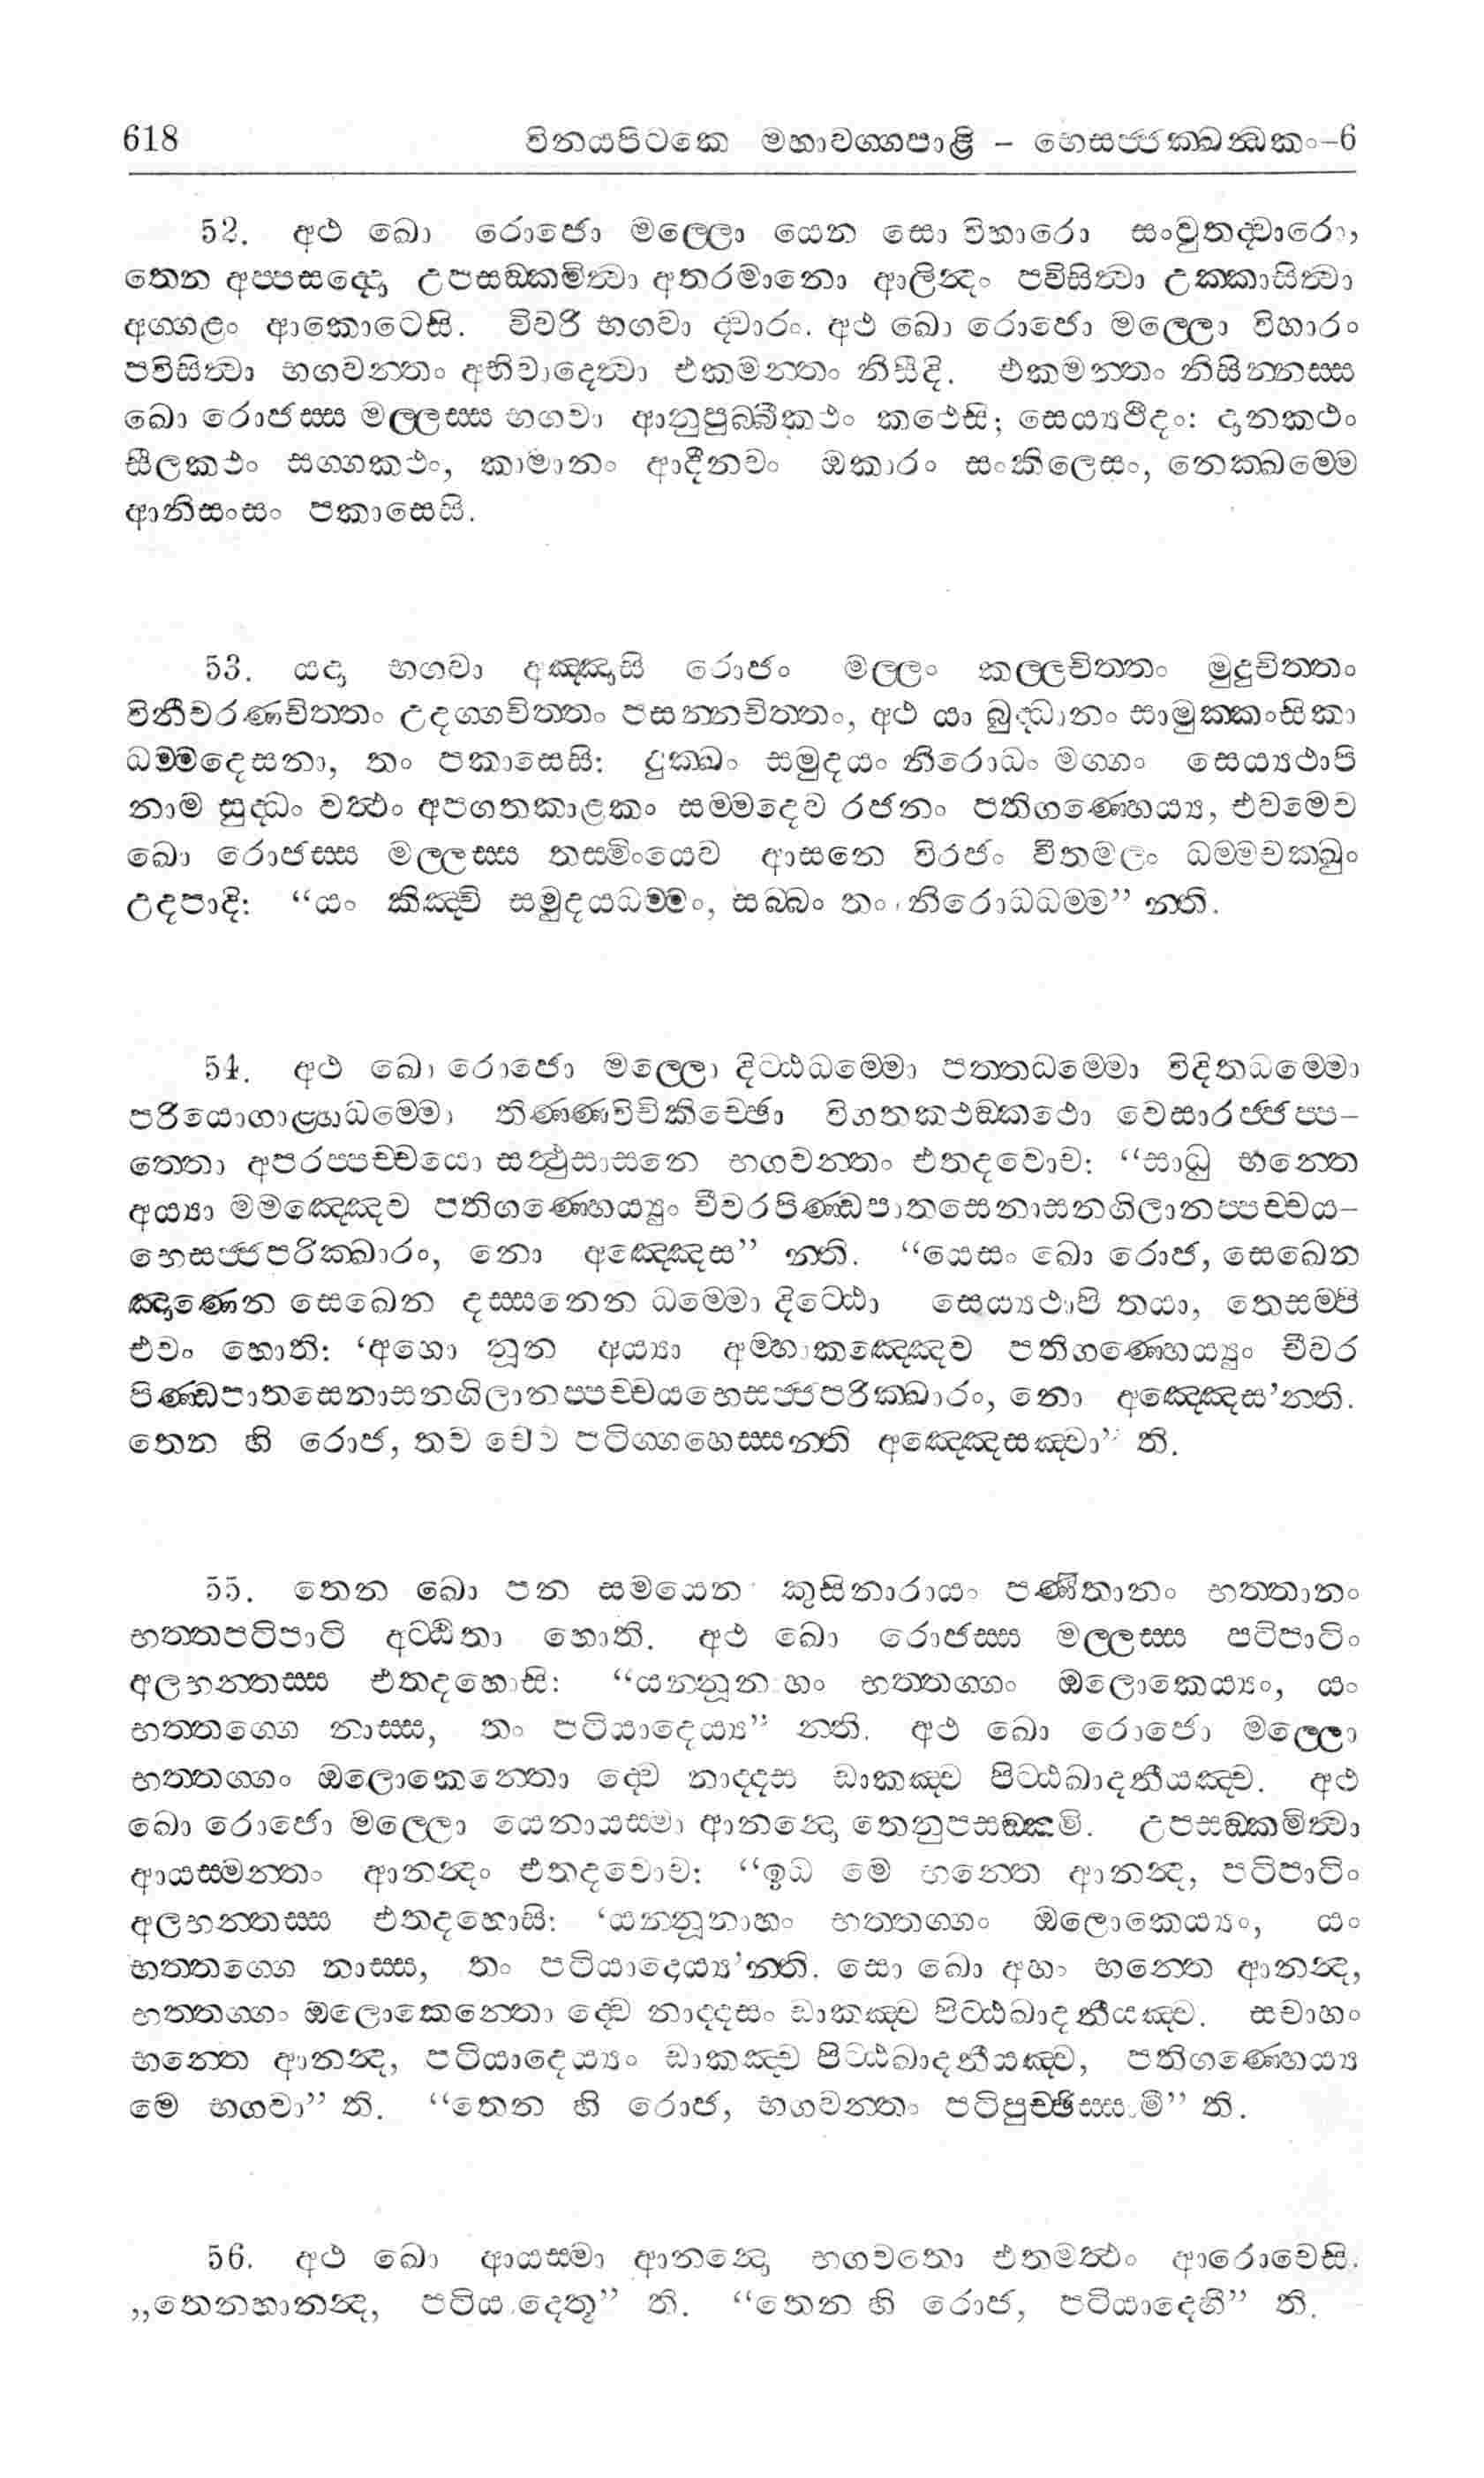 618 විනයපිටකෙ මහාවග්ගපාළි – භෙසජ්ජක්ඛන්ධකං–6
52. අථ ඛො රොජො මල්ලො යෙන සො විහාරො සංවුතද්වාරො,
තෙන අප්පසද්දො උපසඞ්කමිත්වා අතරමානො ආලින්දං පවිසිත්වා උක්කාසිත්වා
අග්ගළං ආකොටෙසි. විවරි භගවා ද්වාරං. අථ ඛො රොජො මල්ලො විහාරං
පවිසිත්වා භගවන්තං අභිවාදෙත්වා එකමන්තං නිසීදි. එකමන්තං නිසින්නස්ස
ඛො රොජස්ස මල්ලස්ස භගවා ආනුපුබ්බීකථං කථෙසි; සෙය්‍යථීදං: දානකථං
සීලකථං සග්ගකථං, කාමානං ආදීනවං ඔකාරං සංකිලෙසං, නෙක්ඛම්මෙ
ආනිසංසං පකාසෙසි.
53. යදා භගවා අඤ්ඤාසි රොජං මල්ලං කල්ලචිත්තං මුදුචිත්තං
විනීවරණචිත්තං උදග්ගචිත්තං පසන්නචිත්තං, අථ යා බුද්ධානං සාමුක්කංසිකා
ධම්මදෙසනා, තං පකාසෙසි: දුක්ඛං සමුදයං නිරොධං මග්ගං සෙය්‍යථාපි
නාම සුද්ධං වත්ථං අපගතකාළකං සම්මදෙව රජනං පතිගණ්හෙය්‍ය, එවමෙව
ඛො රොජස්ස මල්ලස්ස තස්මිංයෙව ආසනෙ විරජං වීතමලං ධම්මචක්ඛුං
උදපාදි: “යං කිඤ්චි සමුදයධම්මං, සබ්බං තං නිරොධධම්ම” න්ති.
54. අථ ඛො රොජො මල්ලො දිට්ඨධම්මො පත්තධම්මො විදිතධම්මො
පරියොගාළ්හධම්මො තිණ්ණවිචිකිච්ඡො විගතකථඞ්කථො වෙසාරජ්ජප්ප–
ත්තො අපරප්පච්චයො සත්ථුසාසනෙ භගවන්තං එතදවොච: “සාධු භන්තෙ
අය්‍යා මමඤ්ඤෙව පතිගණ්හෙය්‍යුං චීවරපිණ්ඩපාතසෙනාසනගිලානප්පච්චය–
භෙසජ්ජපරික්ඛාරං, නො අඤ්ඤෙස” න්ති. “යෙසං ඛො රොජ, සෙඛෙන
ඤාණෙන සෙඛෙන දස්සනෙන ධම්මො දිට්ඨො සෙය්‍යථාපි තයා, තෙසම්පි
එවං හොති: ‘අහො නූන අය්‍යා අම්හාකඤ්ඤෙව පතිගණ්හෙය්‍යුං චීවර
පිණ්ඩපාතසෙනාසනගිලානප්පච්චයභෙසජ්ජපරික්ඛාරං, නො අඤ්ඤෙස’න්ති.
තෙන හි රොජ, තව චෙව පටිග්ගහෙස්සන්ති අඤ්ඤෙසඤ්චා” ති.
55. තෙන ඛො පන සමයෙන කුසිනාරායං පණීතානං භත්තානං
භත්තපටිපාටි අට්ඨිතා හොති. අථ ඛො රොජස්ස මල්ලස්ස පටිපාටිං
අලභන්තස්ස එතදහොසි: “යන්නූනාහං භත්තග්ගං ඔලොකෙය්‍යං, යං
භත්තග්ගෙ නාස්ස, තං පටියාදෙය්‍ය” න්ති. අථ ඛො රොජො මල්ලො
භත්තග්ගං ඔලොකෙන්තො ද්වෙ නාද්දස ඩාකඤ්ච පිට්ඨඛාදනීයඤ්ච. අථ
ඛො රොජො මල්ලො යෙනායස්මා ආනන්දො තෙනුපසඞ්කමි. උපසඞ්කමිත්වා
ආයස්මන්තං ආනන්දං එතදවොච: “ඉධ මෙ භන්තෙ ආනන්ද, පටිපාටිං
අලභන්තස්ස එතදහොසි: ‘යන්නූනාහං භත්තග්ගං ඔලොකෙය්‍යං, යං
භත්තග්ගෙ නාස්ස, තං පටියාදෙය්‍ය’න්ති. සො ඛො අහං භන්තෙ ආනන්ද,
භත්තග්ගං ඔලොකෙන්තො ද්වෙ නාද්දසං ඩාකඤ්ච පිට්ඨඛාදනීයඤ්ච. සචාහං
භන්තෙ ආනන්ද, පටියාදෙය්‍යං ඩාකඤ්ච පිට්ඨඛාදනීයඤ්ච, පතිගණ්හෙය්‍ය
මෙ භගවා” ති. “තෙන හි රොජ, භගවන්තං පටිපුච්ඡිස්සාමී” ති.
56. අථ ඛො ආයස්මා ආනන්දො භගවතො එතමත්ථං ආරොචෙසි.
„තෙනහානන්ද, පටියාදෙතූ” ති. “තෙන හි රොජ, පටියාදෙහී” ති.